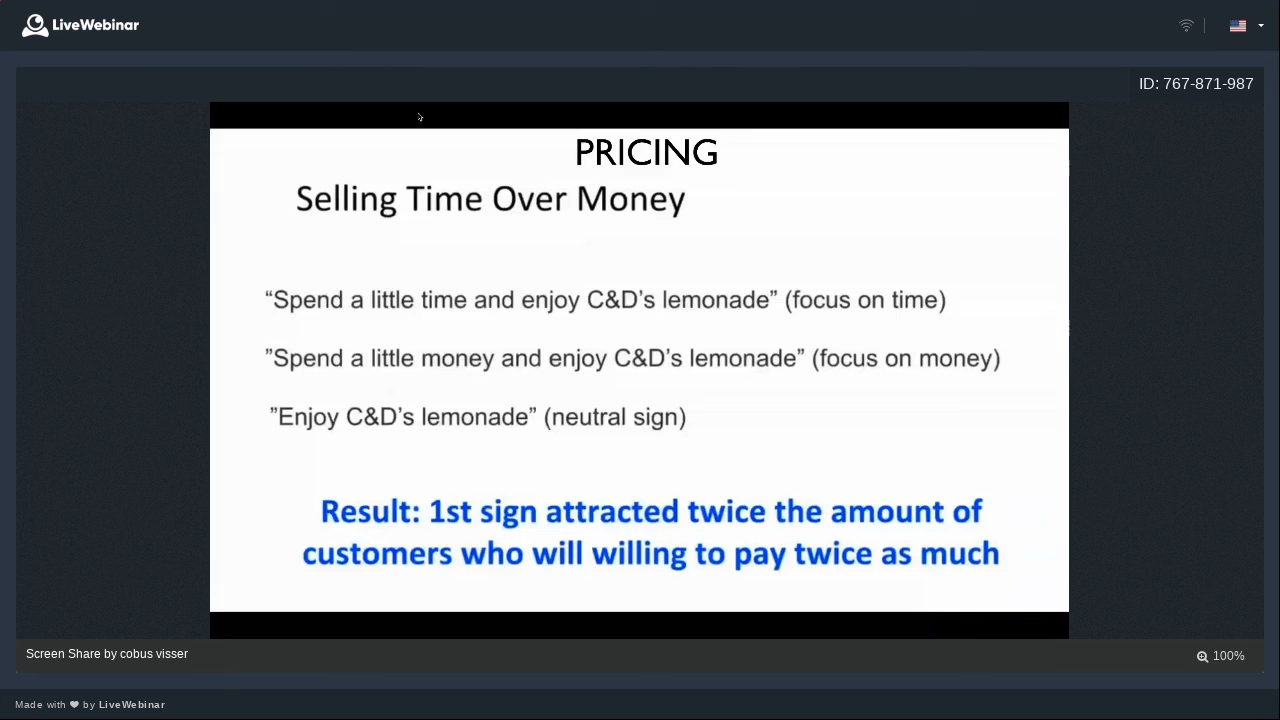 LiveWebinar
ID: 767-871-987
PRICING
Selling Time Over Money
“Spend a little time and enjoy C&D’s lemonade” (focus on time)
”Spend a little money and enjoy C&D’s lemonade” (focus on money)
”Enjoy C&D’s lemonade” (neutral sign)
Result: 1st sign attracted twice the amount of
customers who will willing to pay twice as much
Screen Share by cobus visser
100%
Made with ❤ by LiveWebinar